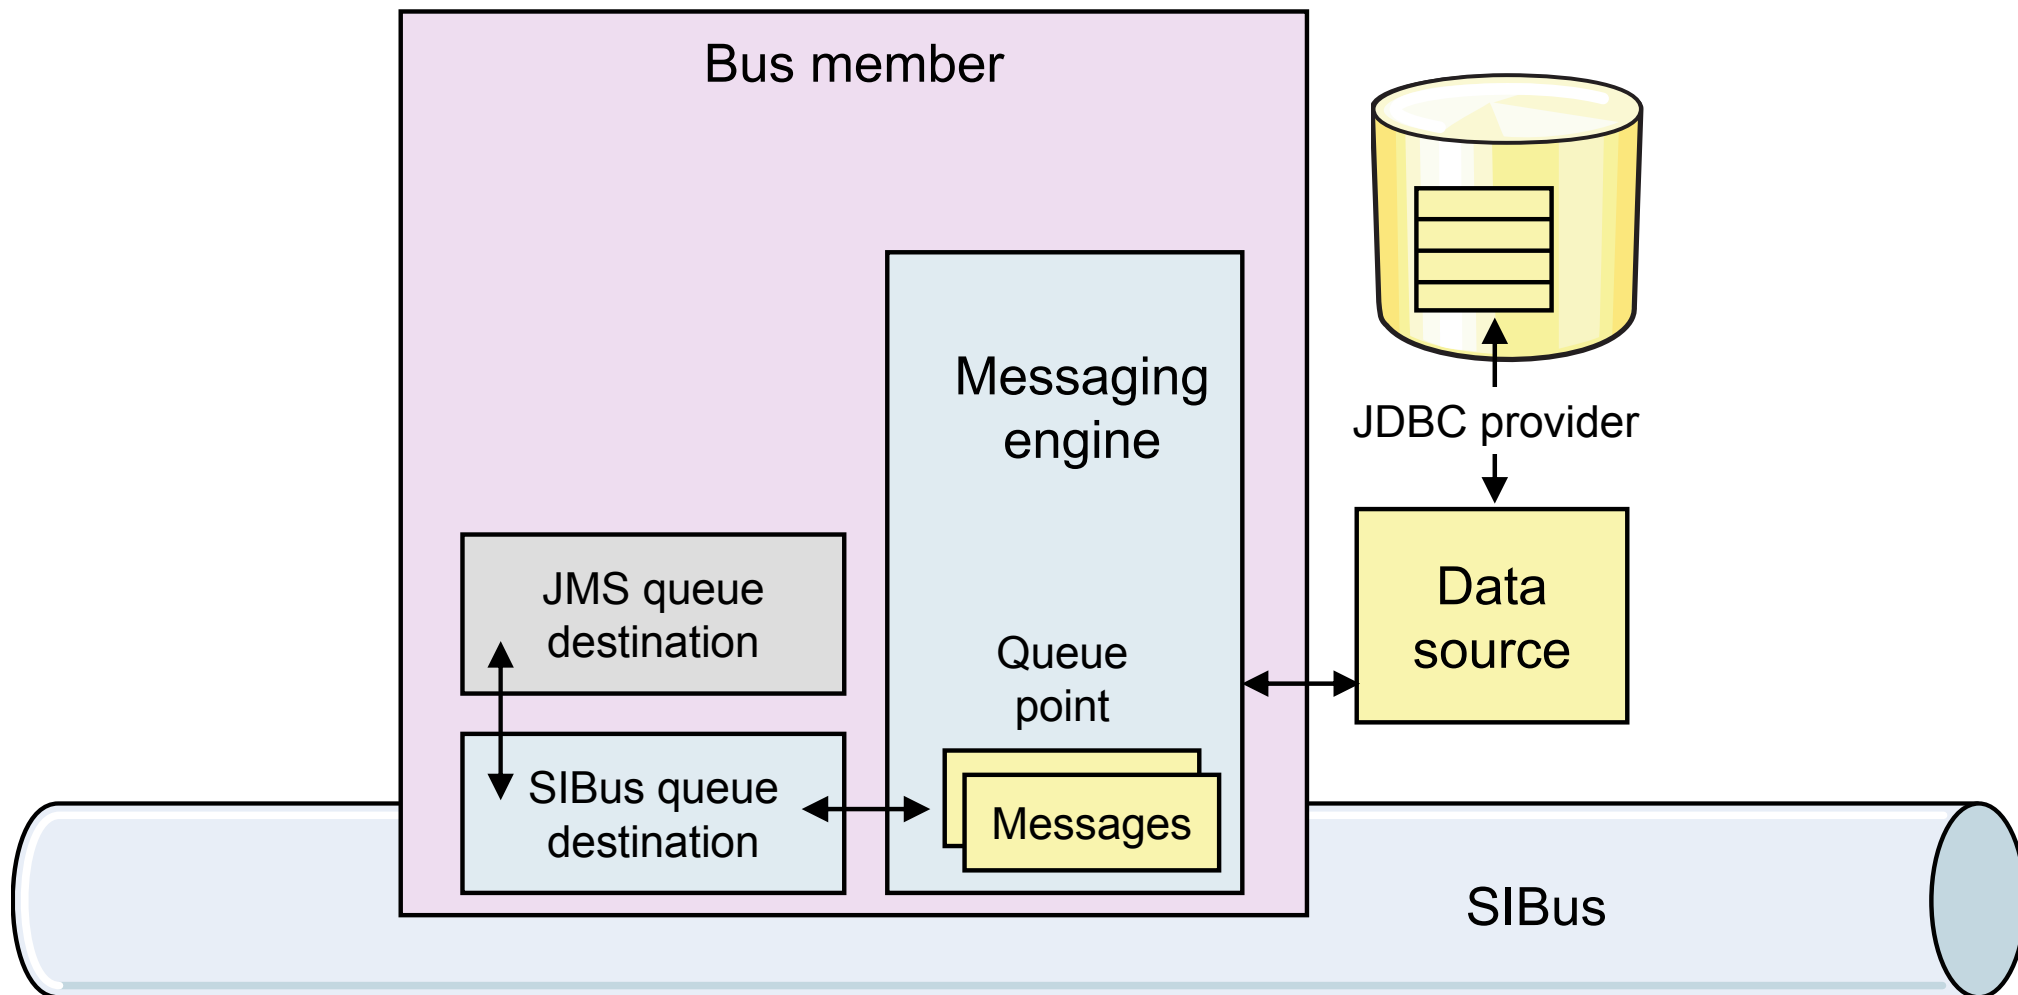 Bus member
Messaging
engine
JDBC provider
JMS queue
destination
Data
source
Queue
point
SIBus queue
destination
Messages
SIBus